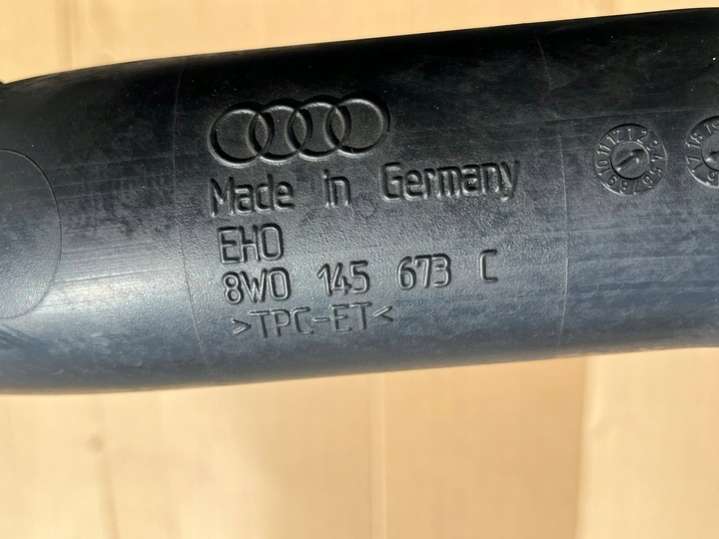 Made in Germany
EHO
8W0 145 673 C
>TPC-ET<